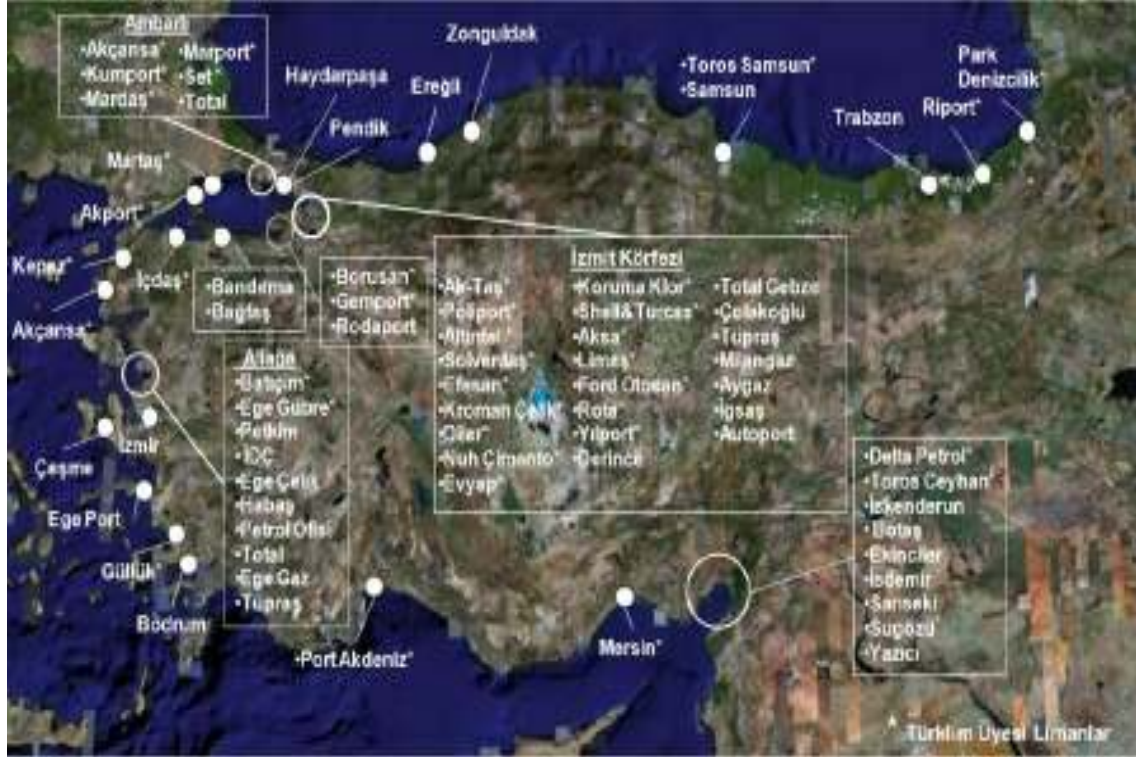 Ambarlı
•Akçansa* •Marport*
•Kumport* •Set*
•Mardaş* •Total
Haydarpaşa
Pendik
Ereğli
Zonguldak
•Toros Samsun*
•Samsun
Trabzon
Riport*
Park
Denizcilik*
Martaş*
Akport*
Kepez*
Akçansa*
İçdaş*
•Bandırma
•Bağfaş
•Borusan*
•Gemport*
•Rodaport
İzmit Körfezi
•Ak-Taş* •Koruma Klor* •Total Gebze
•Poliport* •Shell&Turcas* •Çolakoğlu
•Altıntel •Aksa* •Tüpraş
•Solventaş* •Limaş* •Milangaz
•Efesan* •Ford Otosan* •Aygaz
•Kroman Çelik* •Rota •İgsaş
•Diler* •Yılport* •Autoport
•Nuh Çimento* •Derince
•Evyap*
Aliağa
•Batıçim*
•Ege Gübre*
•Petkim
•İDÇ
•Ege Çelik
•Habaş
•Petrol Ofisi
•Total
•Ege Gaz
•Tüpraş
İzmir
Çeşme
Ege Port
Güllük*
Bodrum
•Port Akdeniz*
Mersin*
•Delta Petrol*
•Toros Ceyhan*
•İskenderun
•Botaş
•Ekinciler
•İsdemir
•Sarıseki
•Sugözü
•Yazıcı
* Türklim Üyesi Limanlar